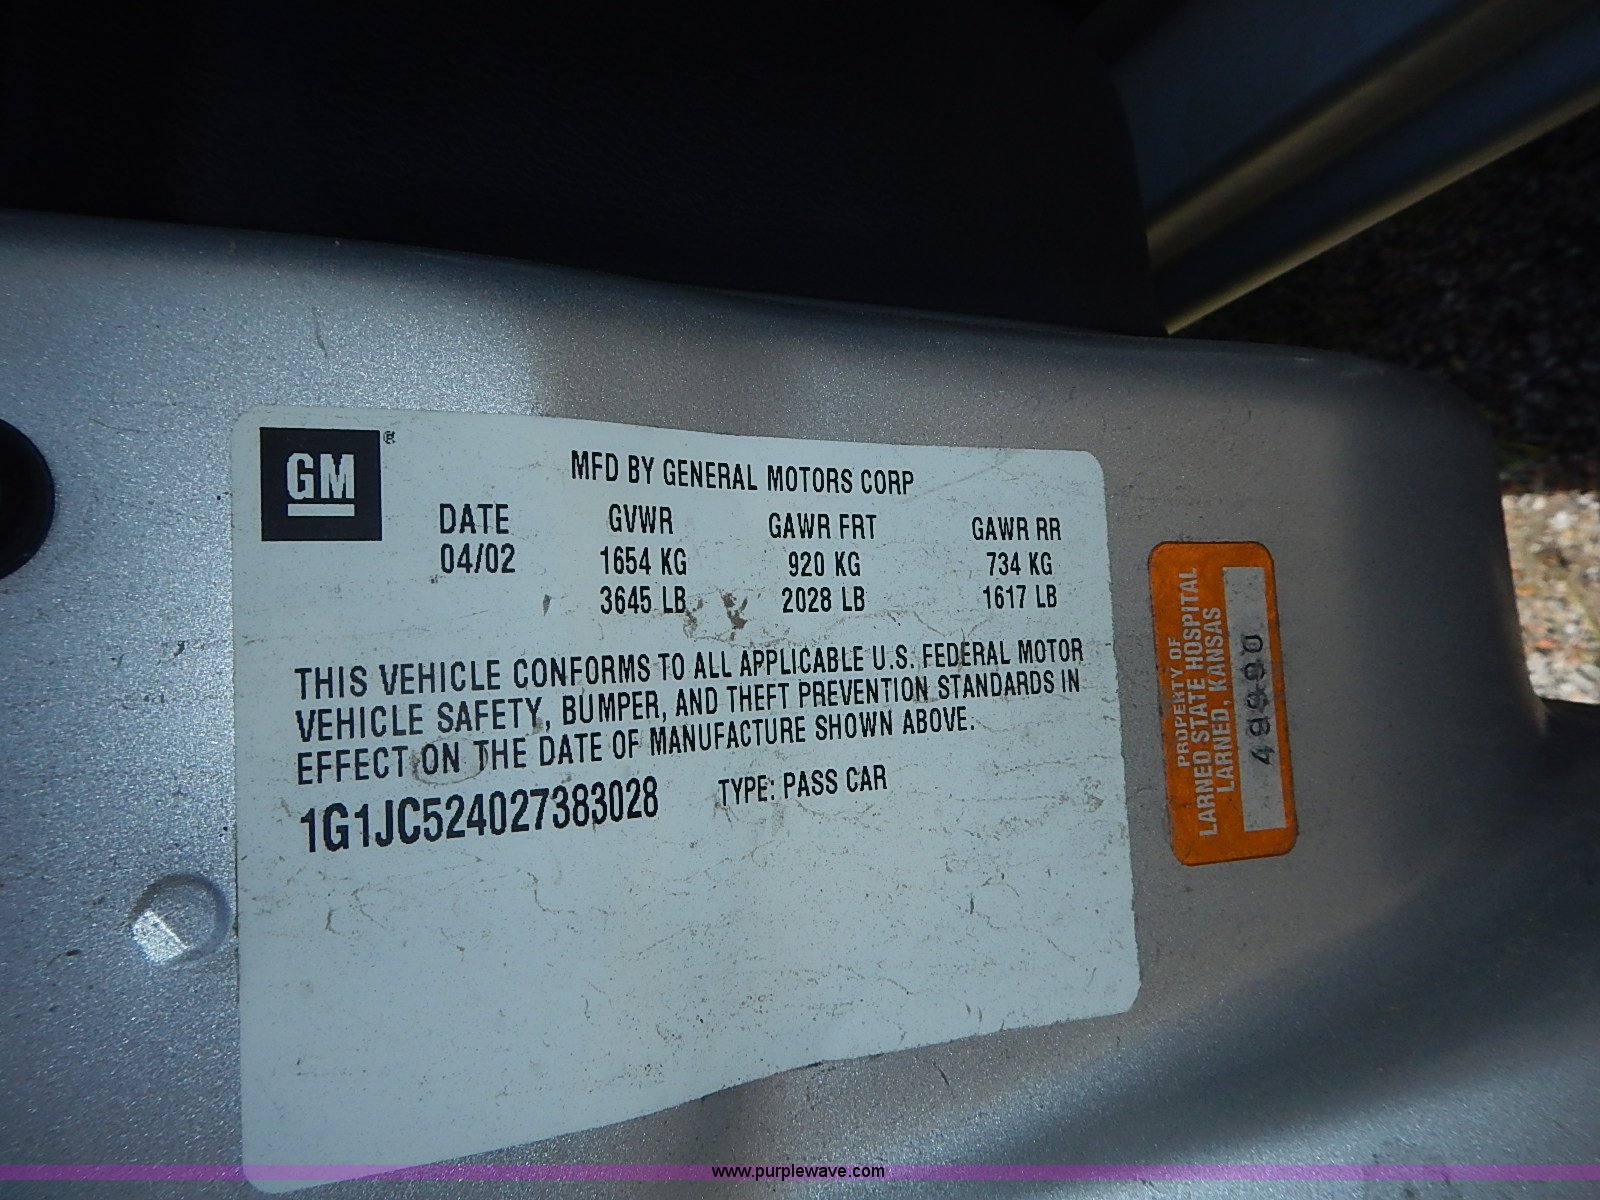 GM®
MFD BY GENERAL MOTORS CORP
DATE GVWR GAWR FRT GAWR RR
04/02 1654 KG 920 KG 734 KG
3645 LB 2028 LB 1617 LB
THIS VEHICLE CONFORMS TO ALL APPLICABLE U.S. FEDERAL MOTOR
VEHICLE SAFETY, BUMPER, AND THEFT PREVENTION STANDARDS IN
EFFECT ON THE DATE OF MANUFACTURE SHOWN ABOVE.
1G1JC524027383028 TYPE: PASS CAR
PROPERTY OF
LARNED STATE HOSPITAL
LARNED, KANSAS
www.purplewave.com